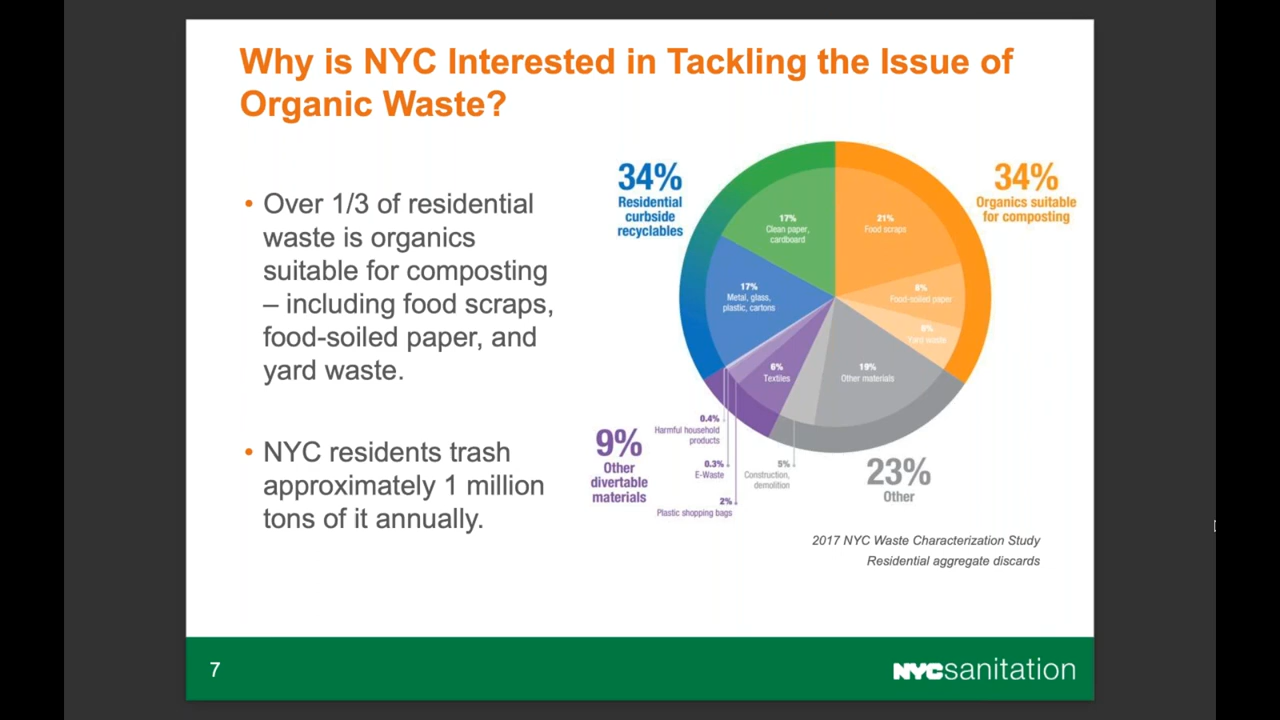 Why is NYC Interested in Tackling the Issue of
Organic Waste?
• Over 1/3 of residential
waste is organics
suitable for composting
– including food scraps,
food-soiled paper, and
yard waste.
• NYC residents trash
approximately 1 million
tons of it annually.
34%
Residential
curbside
recyclables
17%
Clean paper,
cardboard
17%
Metal, glass,
plastic, cartons
21%
Food scraps
Food-soiled paper
Yard waste
34%
Organics suitable
for composting
6%
Textiles
19%
Other materials
0.4%
Harmful household
products
0.3%
E-Waste
2%
Plastic shopping bags
5%
Construction,
demolition
9%
Other
divertable
materials
23%
Other
2017 NYC Waste Characterization Study
Residential aggregate discards
7
NYCsanitation